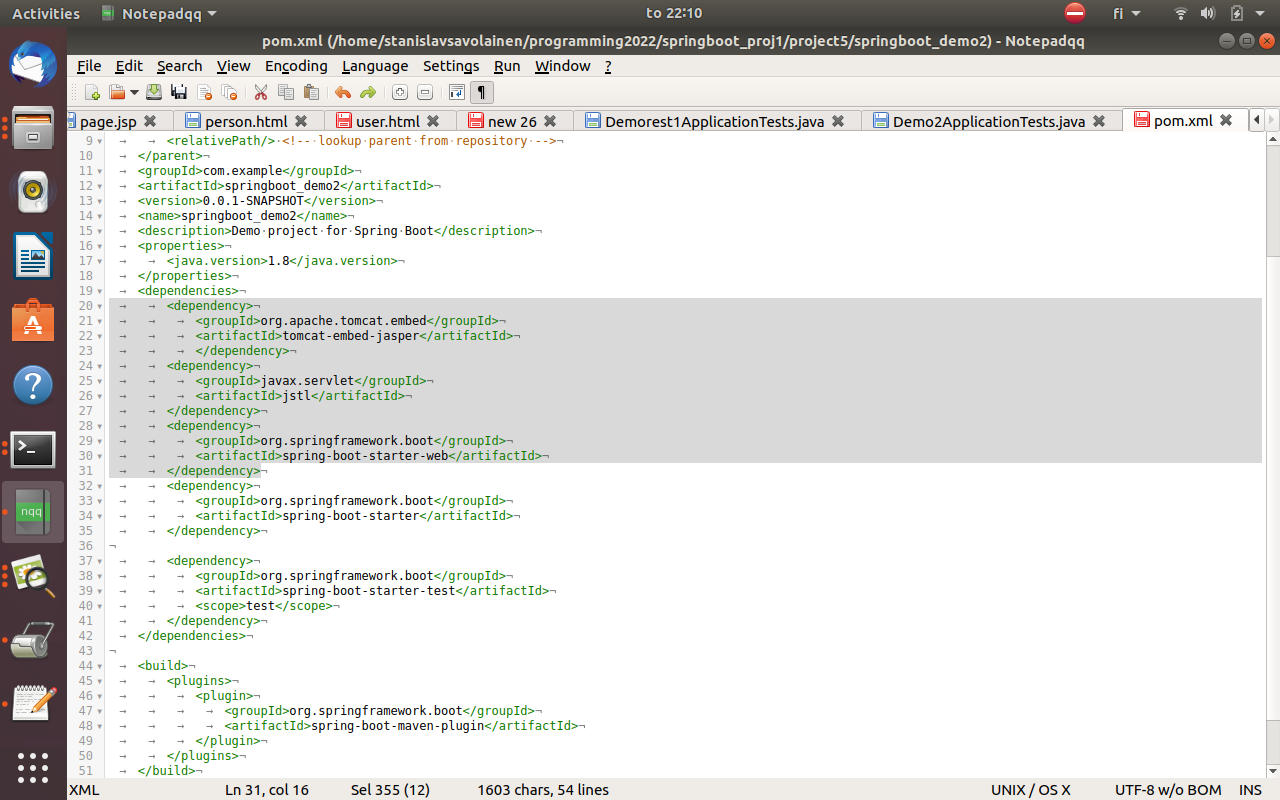 Activities Notepadqq to 22:10 fi
pom.xml (/home/stanislavsavolainen/programming2022/springboot_proj1/project5/springboot_demo2) - Notepadqq
File Edit Search View Encoding Language Settings Run Window ?
page.jsp person.html user.html new 26 Demorest1ApplicationTests.java Demo2ApplicationTests.java pom.xml
9 <relativePath/> <!-- lookup parent from repository -->
10 </parent>
11 <groupId>com.example</groupId>
12 <artifactId>springboot_demo2</artifactId>
13 <version>0.0.1-SNAPSHOT</version>
14 <name>springboot_demo2</name>
15 <description>Demo project for Spring Boot</description>
16 <properties>
17 <java.version>1.8</java.version>
18 </properties>
19 <dependencies>
20 <dependency>
21 <groupId>org.apache.tomcat.embed</groupId>
22 <artifactId>tomcat-embed-jasper</artifactId>
23 </dependency>
24 <dependency>
25 <groupId>javax.servlet</groupId>
26 <artifactId>jstl</artifactId>
27 </dependency>
28 <dependency>
29 <groupId>org.springframework.boot</groupId>
30 <artifactId>spring-boot-starter-web</artifactId>
31 </dependency>
32 <dependency>
33 <groupId>org.springframework.boot</groupId>
34 <artifactId>spring-boot-starter</artifactId>
35 </dependency>
36
37 <dependency>
38 <groupId>org.springframework.boot</groupId>
39 <artifactId>spring-boot-starter-test</artifactId>
40 <scope>test</scope>
41 </dependency>
42 </dependencies>
43
44 <build>
45 <plugins>
46 <plugin>
47 <groupId>org.springframework.boot</groupId>
48 <artifactId>spring-boot-maven-plugin</artifactId>
49 </plugin>
50 </plugins>
51 </build>
nqq
XML Ln 31, col 16 Sel 355 (12) 1603 chars, 54 lines UNIX / OS X UTF-8 w/o BOM INS